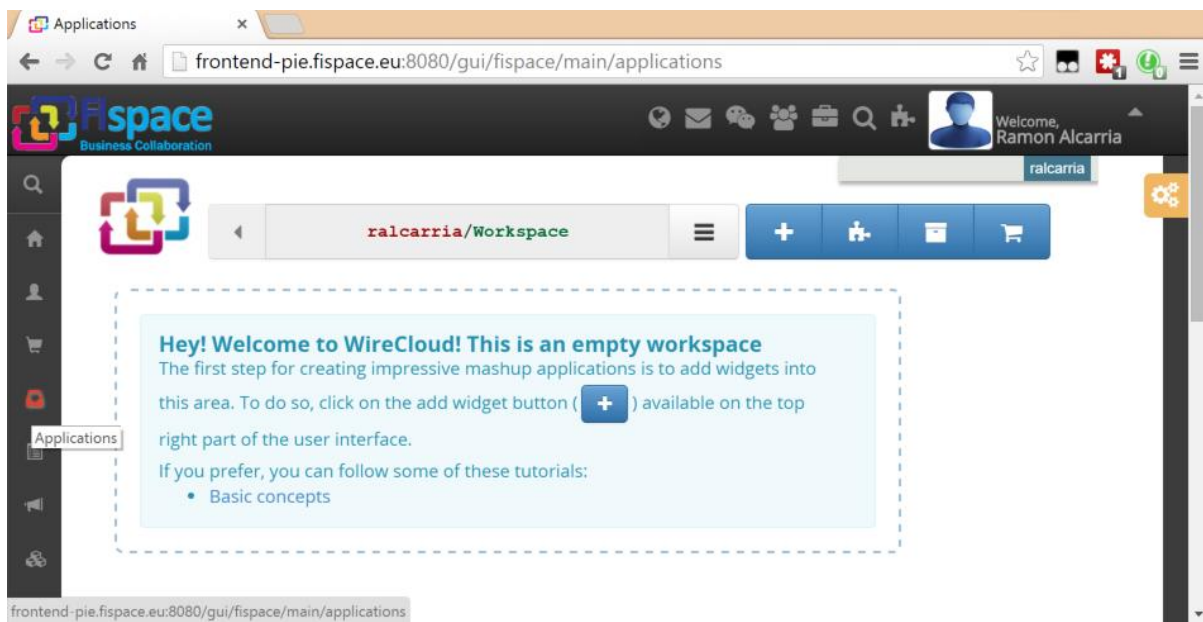 Applications
frontend-pie.fispace.eu:8080/gui/fispace/main/applications
1
0
FIspace
Business Collaboration
Welcome,
Ramon Alcarria
ralcarria
ralcarria/Workspace
Hey! Welcome to WireCloud! This is an empty workspace
The first step for creating impressive mashup applications is to add widgets into
this area. To do so, click on the add widget button ( + ) available on the top
right part of the user interface.
If you prefer, you can follow some of these tutorials:
• Basic concepts
Applications
frontend-pie.fispace.eu:8080/gui/fispace/main/applications